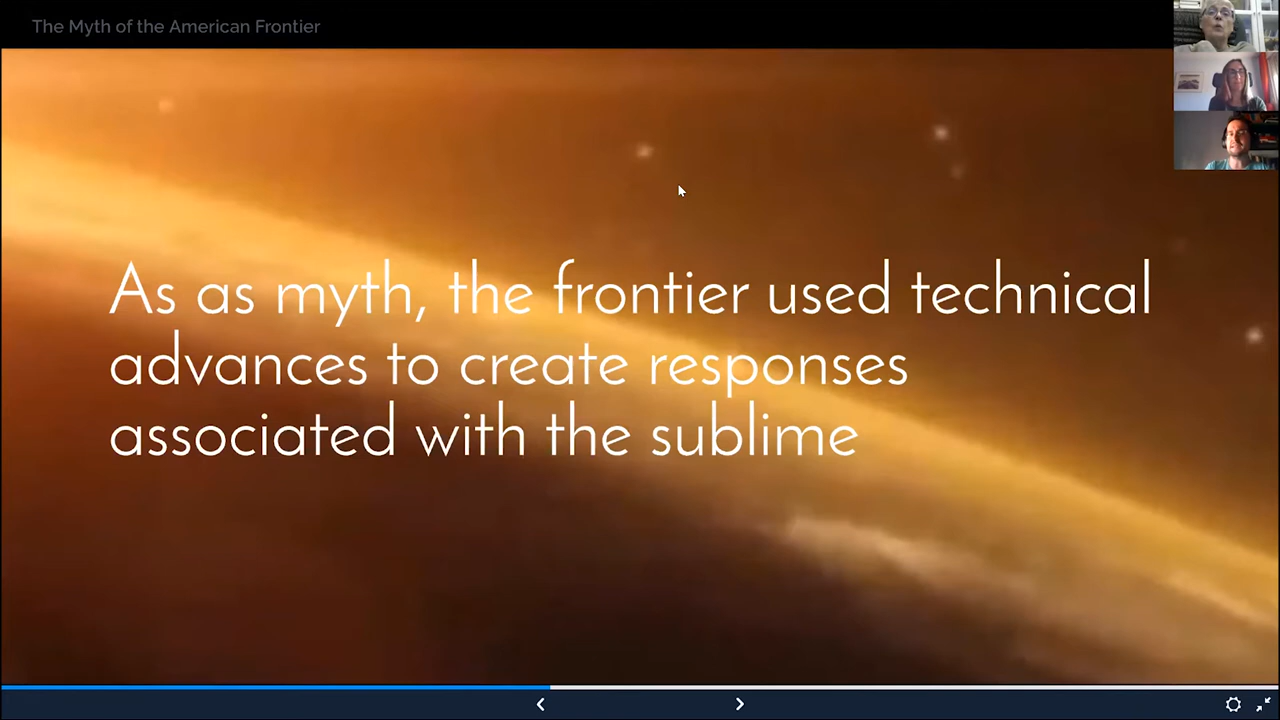 The Myth of the American Frontier
As as myth, the frontier used technical
advances to create responses
associated with the sublime